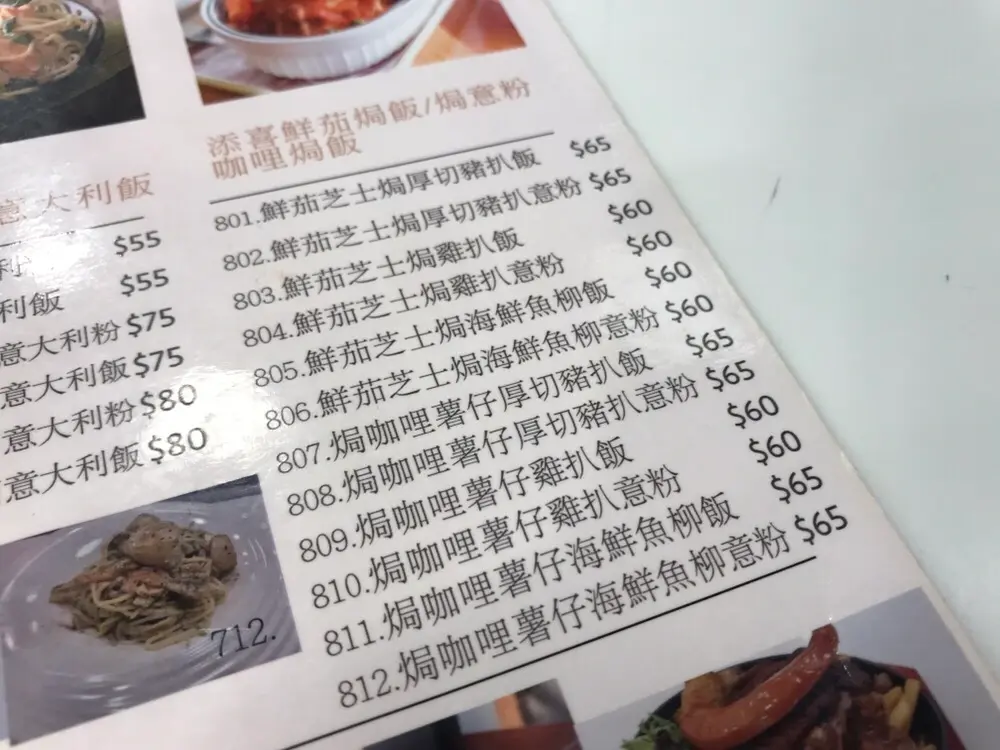 意大利飯
$55
利飯 $55
意大利粉 $75
意大利飯 $75
意大利粉 $80
意大利飯 $80
712.
添喜鮮茄焗飯/焗意粉
咖哩焗飯
801.鮮茄芝士焗厚切豬扒飯 $65
802.鮮茄芝士焗厚切豬扒意粉 $65
803.鮮茄芝士焗雞扒飯 $60
804.鮮茄芝士焗雞扒意粉 $60
805.鮮茄芝士焗海鮮魚柳飯 $60
806.鮮茄芝士焗海鮮魚柳意粉 $60
807.焗咖哩薯仔厚切豬扒飯 $65
808.焗咖哩薯仔厚切豬扒意粉 $65
809.焗咖哩薯仔雞扒飯 $60
810.焗咖哩薯仔雞扒意粉 $60
811.焗咖哩薯仔海鮮魚柳飯 $65
812.焗咖哩薯仔海鮮魚柳意粉 $65